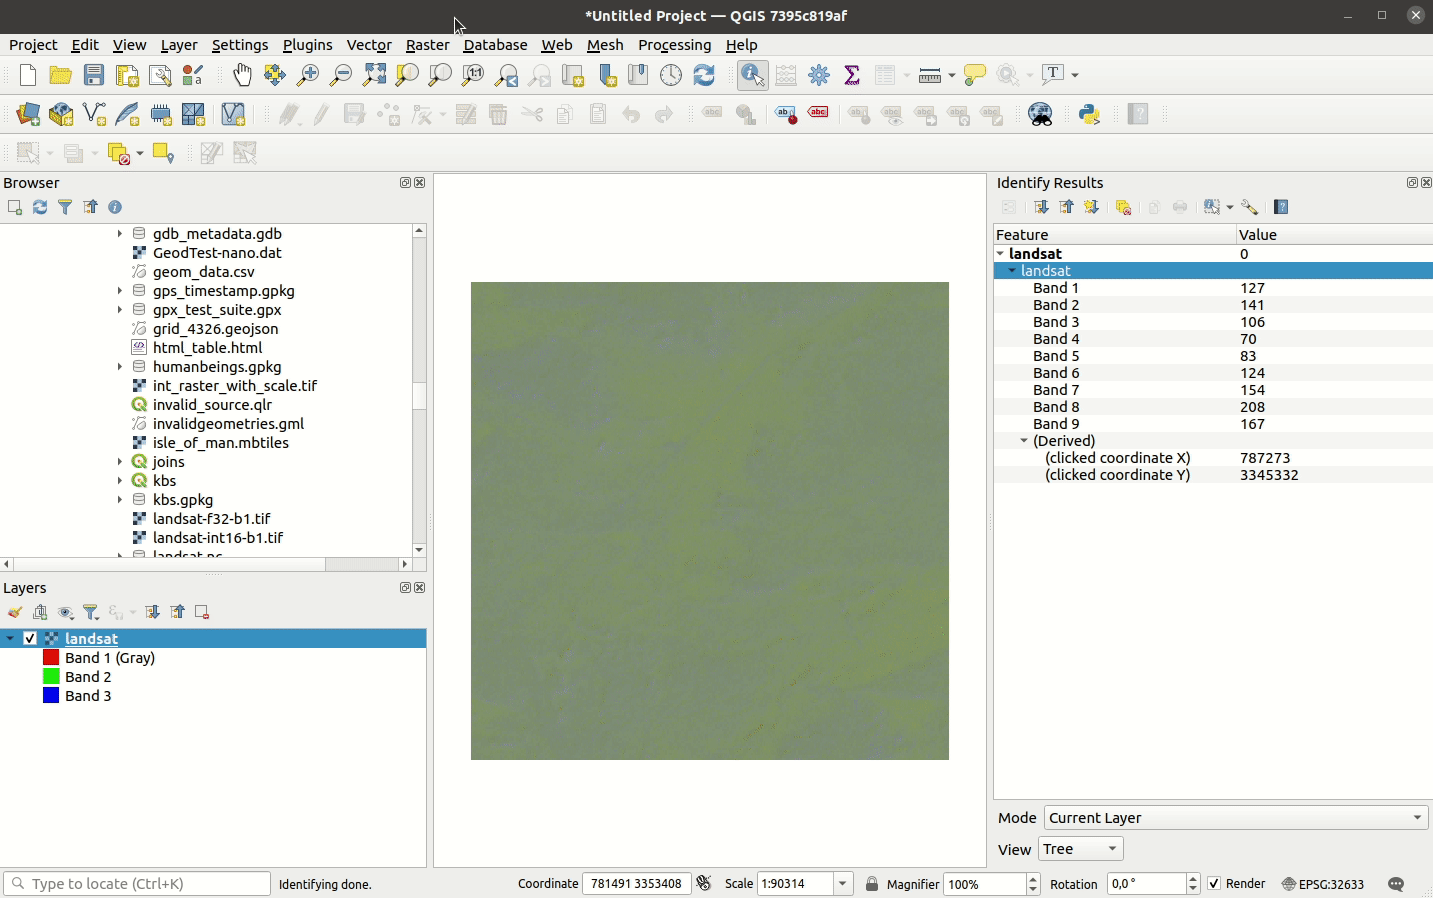 *Untitled Project — QGIS 7395c819af
Project Edit View Layer Settings Plugins Vector Raster Database Web Mesh Processing Help
Browser
gdb_metadata.gdb
GeodTest-nano.dat
geom_data.csv
gps_timestamp.gpkg
gpx_test_suite.gpx
grid_4326.geojson
html_table.html
humanbeings.gpkg
int_raster_with_scale.tif
invalid_source.qlr
invalidgeometries.gml
isle_of_man.mbtiles
joins
kbs
kbs.gpkg
landsat-f32-b1.tif
landsat-int16-b1.tif
landsat.nc
Layers
landsat
Band 1 (Gray)
Band 2
Band 3
Identify Results
Feature Value
landsat 0
landsat
Band 1 127
Band 2 141
Band 3 106
Band 4 70
Band 5 83
Band 6 124
Band 7 154
Band 8 208
Band 9 167
(Derived)
(clicked coordinate X) 787273
(clicked coordinate Y) 3345332
Mode Current Layer
View Tree
Type to locate (Ctrl+K) Identifying done. Coordinate 781491 3353408 Scale 1:90314 Magnifier 100% Rotation 0,0 ° Render EPSG:32633